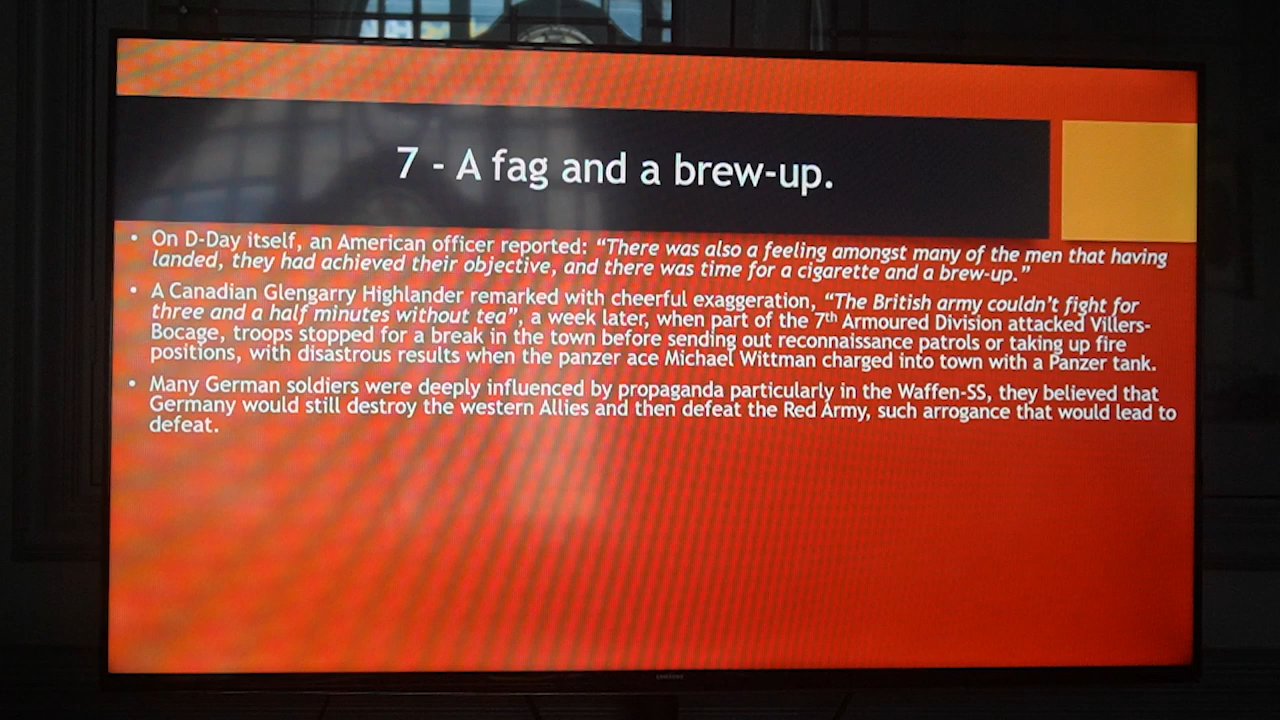 7 - A fag and a brew-up.
• On D-Day itself, an American officer reported: “There was also a feeling amongst many of the men that having
landed, they had achieved their objective, and there was time for a cigarette and a brew-up.”
• A Canadian Glengarry Highlander remarked with cheerful exaggeration, “The British army couldn’t fight for
three and a half minutes without tea”, a week later, when part of the 7th Armoured Division attacked Villers-
Bocage, troops stopped for a break in the town before sending out reconnaissance patrols or taking up fire
positions, with disastrous results when the panzer ace Michael Wittman charged into town with a Panzer tank.
• Many German soldiers were deeply influenced by propaganda particularly in the Waffen-SS, they believed that
Germany would still destroy the western Allies and then defeat the Red Army, such arrogance that would lead to
defeat.
SAMSUNG